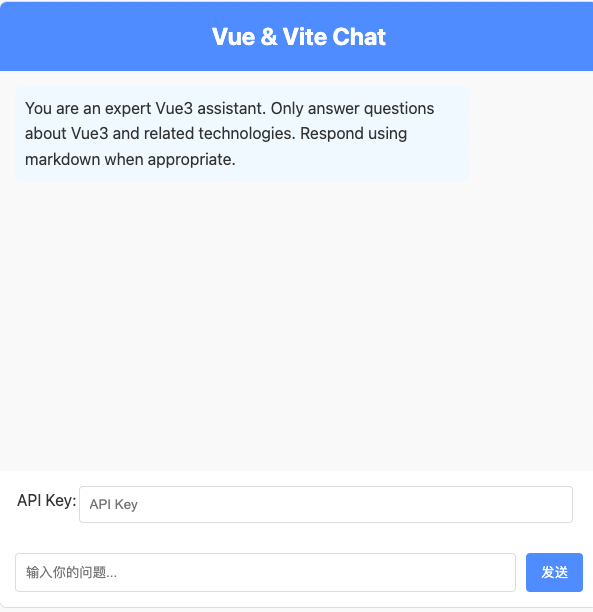 Vue & Vite Chat
You are an expert Vue3 assistant. Only answer questions
about Vue3 and related technologies. Respond using
markdown when appropriate.
API Key: API Key
输入你的问题... 发送